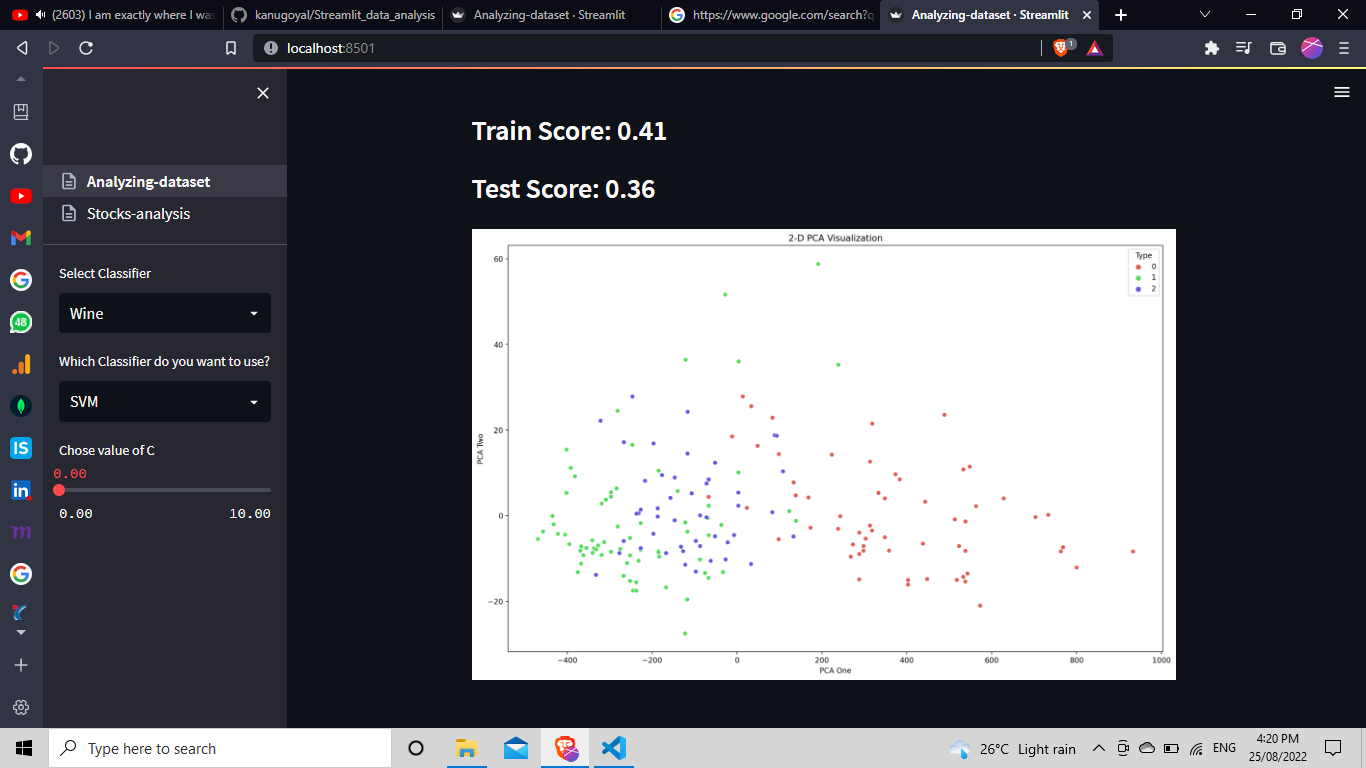 (2603) I am exactly where I was
kanugoyal/Streamlit_data_analysis
Analyzing-dataset · Streamlit
https://www.google.com/search?q
Analyzing-dataset · Streamlit
localhost:8501
1
Analyzing-dataset
Stocks-analysis
Select Classifier
Wine
Which Classifier do you want to use?
SVM
Chose value of C
0.00
0.00 10.00
48
IS
in
m
Train Score: 0.41
Test Score: 0.36
2-D PCA Visualization
Type
0
1
2
60
40
20
0
−20
PCA Two
−400 −200 0 200 400 600 800 1000
PCA One
Type here to search
26°C Light rain
ENG
4:20 PM
25/08/2022